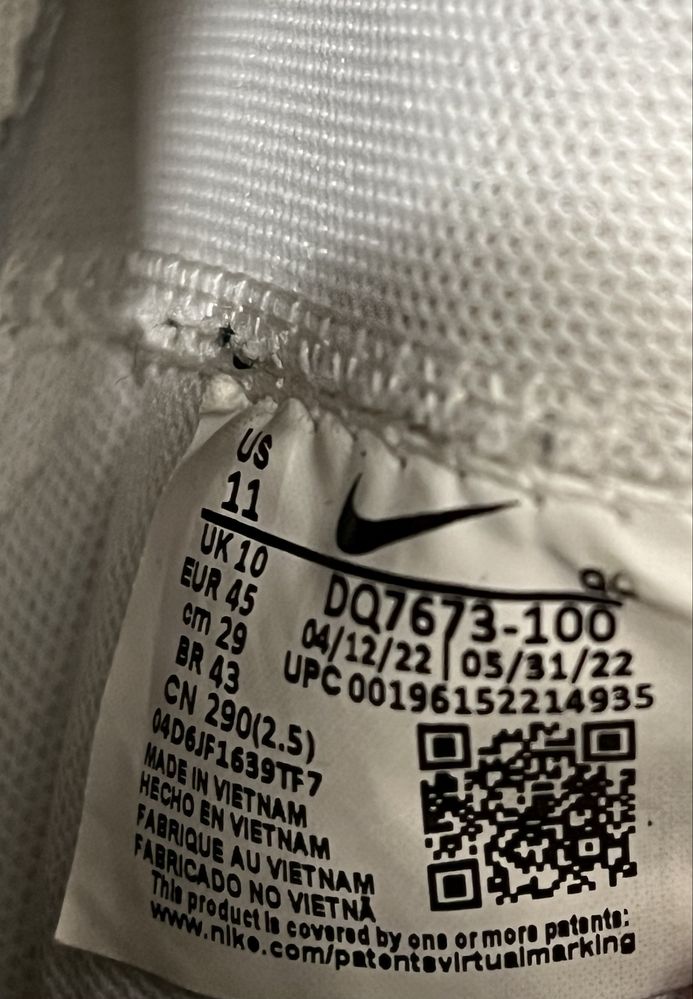 US
11
UK 10
EUR 45
cm 29
BR 43
CN 290(2.5)
04D6JF1639TF7
MADE IN VIETNAM
HECHO EN VIETNAM
FABRIQUE AU VIETNAM
FABRICADO NO VIETNÃ
DQ7673-100
04/12/22 | 05/31/22
UPC 00196152214935
This product is covered by one or more patents:
www.nike.com/patentsvirtualmarking